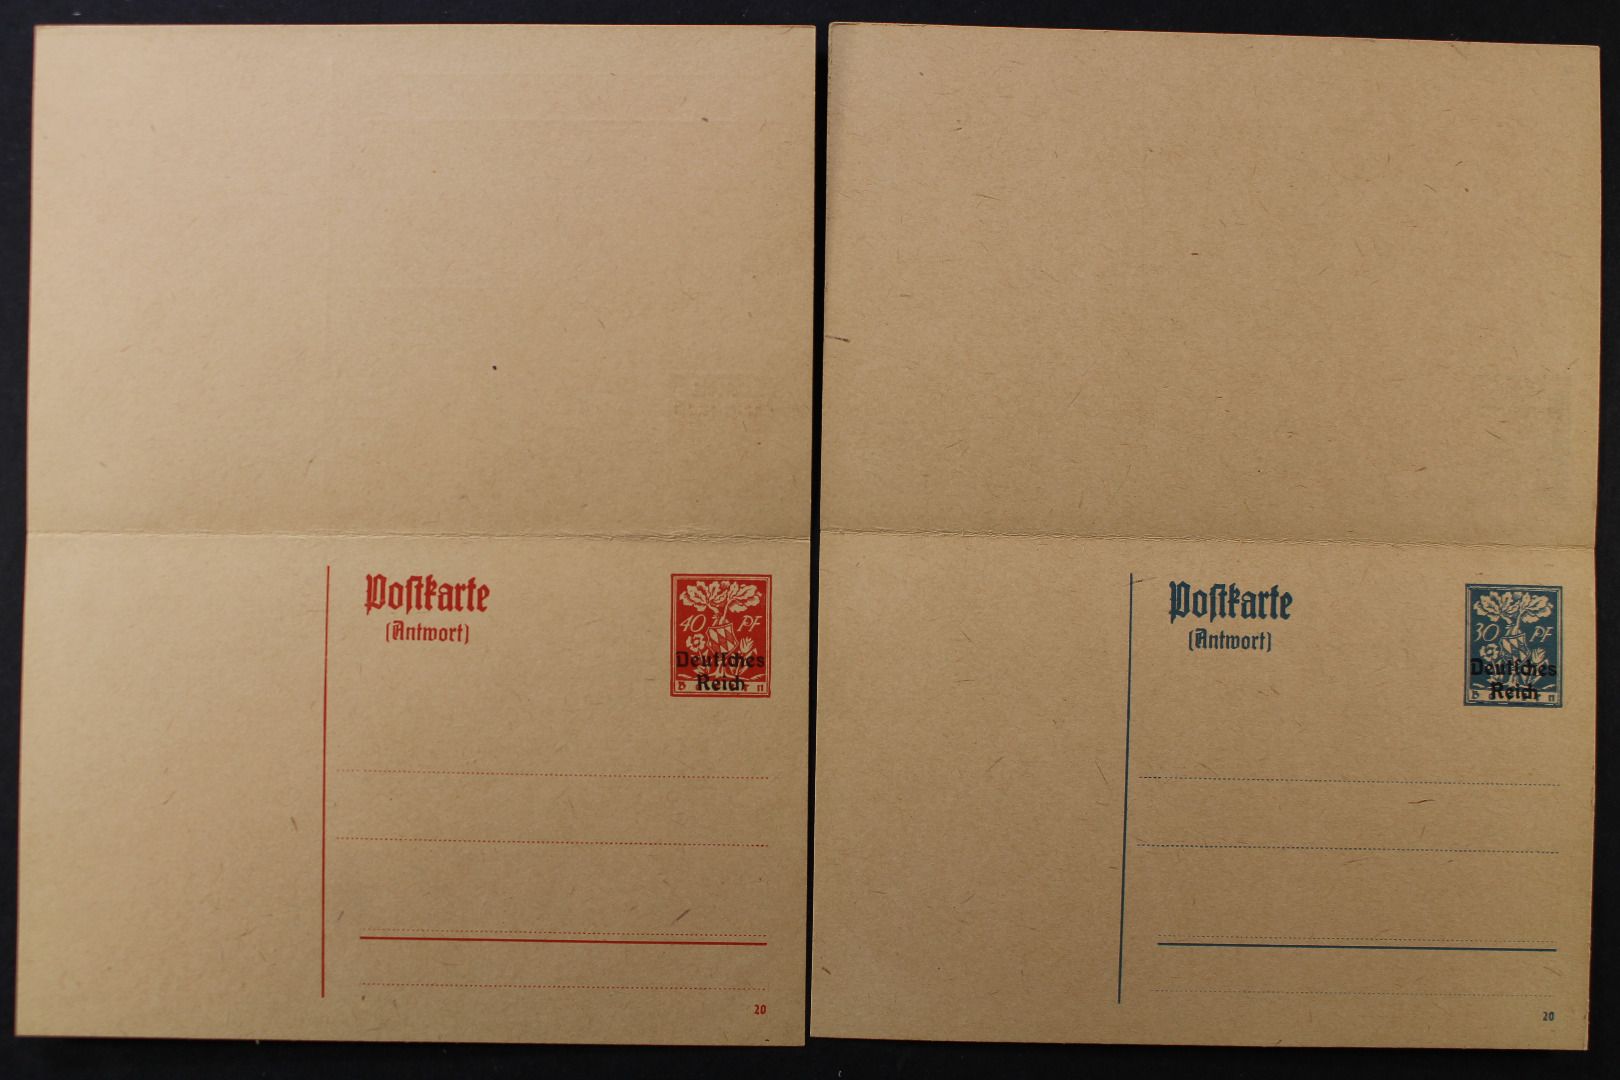 Poſtkarte
(Antwort)
40 PF
Deutſches
Reich
20
Poſtkarte
(Antwort)
30 PF
Deutſches
Reich
20